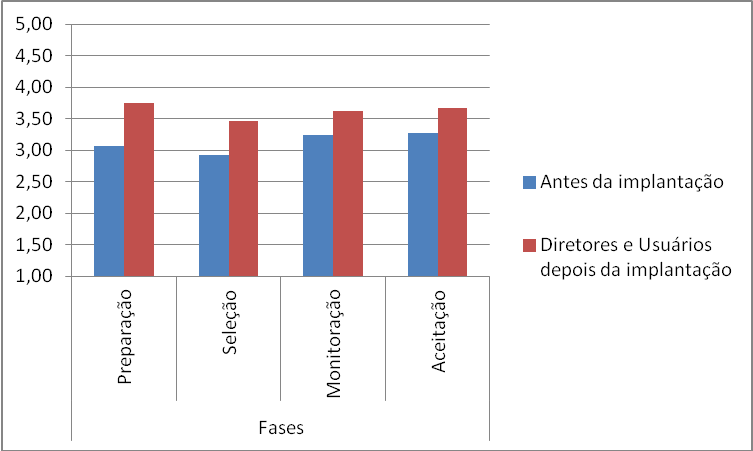 5,00
4,50
4,00
3,50
3,00
2,50
2,00
1,50
1,00
Preparação
Seleção
Monitoração
Aceitação
Fases
Antes da implantação
Diretores e Usuários
depois da implantação